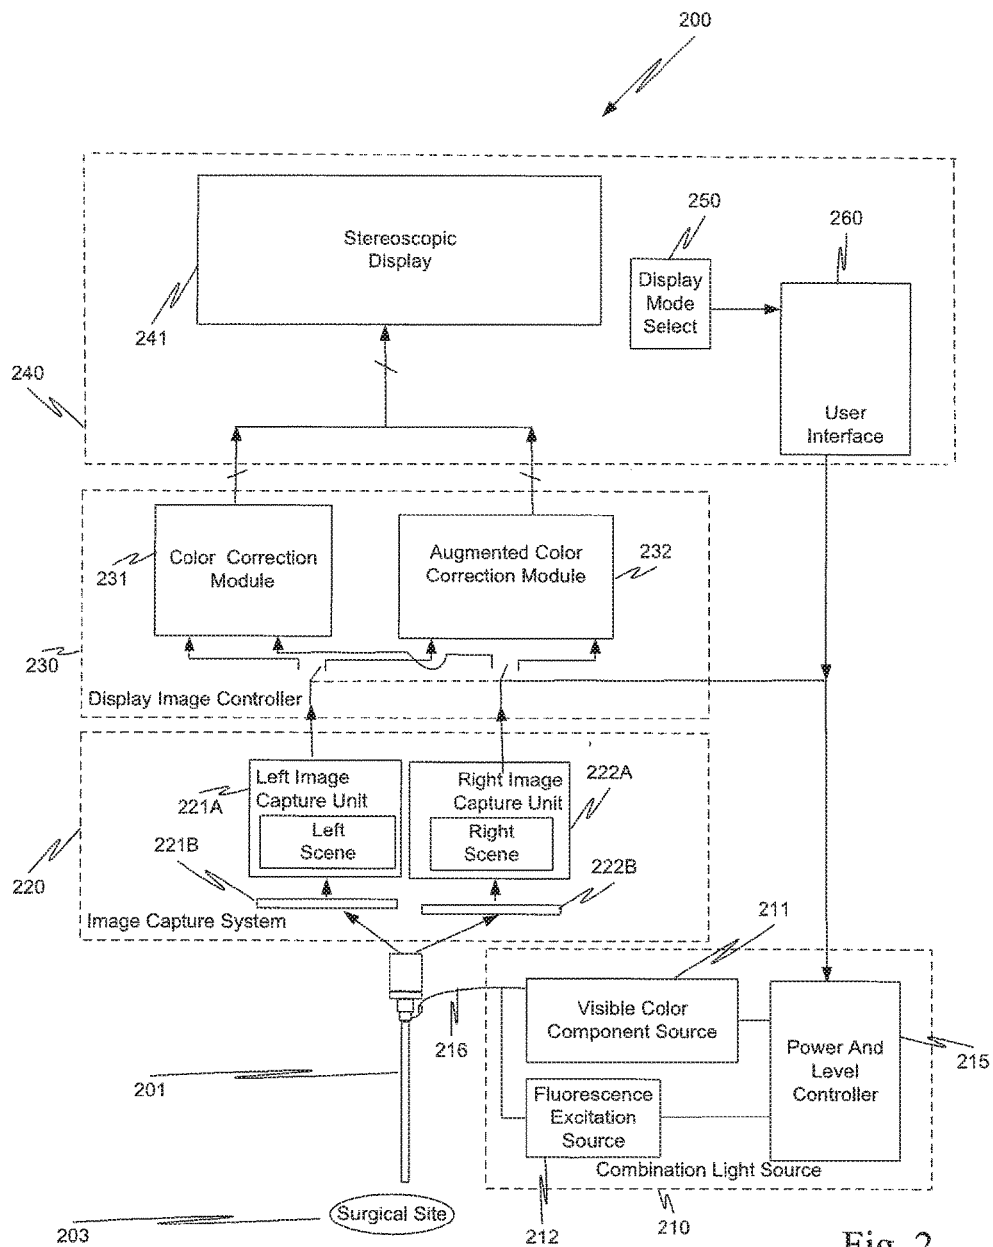 200
250
260
Stereoscopic
Display
Display
Mode
Select
241
240
User
Interface
231
Color Correction
Module
Augmented Color
Correction Module
232
230
Display Image Controller
Left Image
Capture Unit
Right Image
Capture Unit
222A
221A
Left
Scene
Right
Scene
221B
222B
220
Image Capture System
211
Visible Color
Component Source
216
Power And
Level
Controller
215
201
Fluorescence
Excitation
Source
Combination Light Source
Surgical Site
203
212
210
Fig. 2